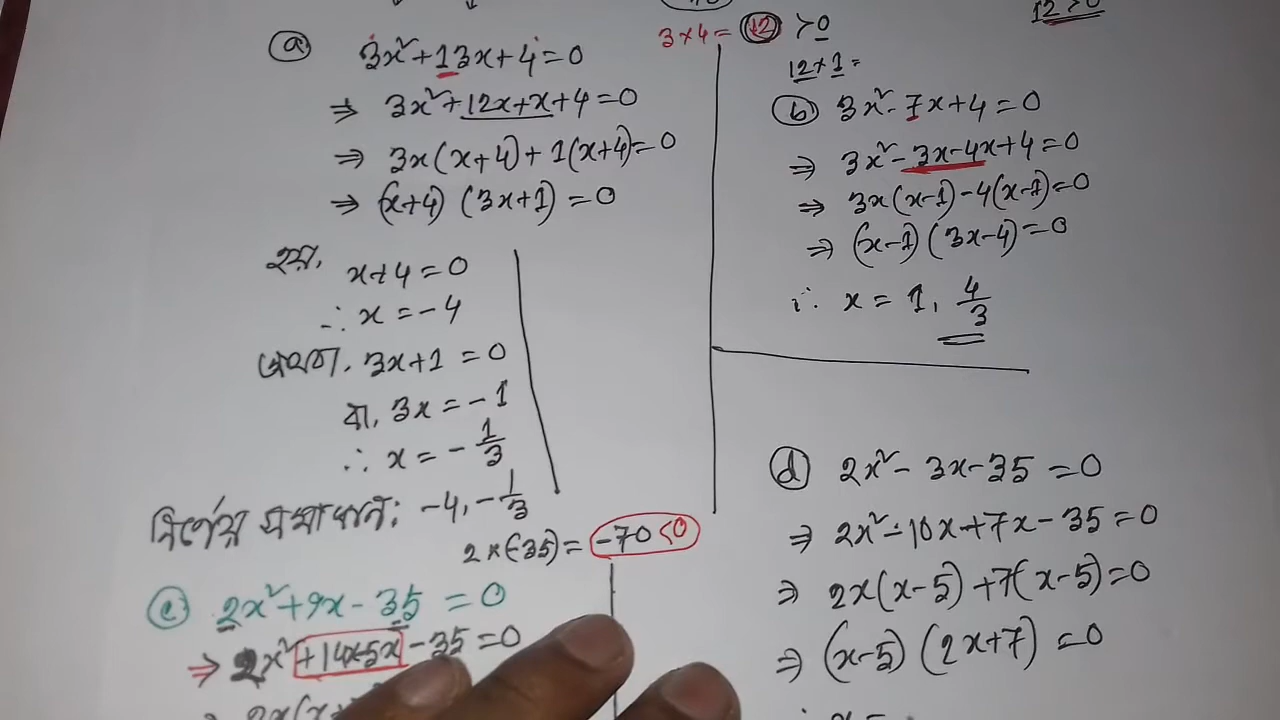 ⓐ 3x²+13x+4=0
⇒ 3x²+12x+x+4=0
⇒ 3x(x+4)+1(x+4)=0
⇒ (x+4) (3x+1) = 0
হয়, x+4=0
∴ x = -4
অথবা, 3x+1 = 0
বা, 3x = -1
∴ x = -1/3
নির্ণেয় সমাধান: -4, -1/3
3×4= 12 >0
12>0
12+1=
ⓑ 3x²-7x+4=0
⇒ 3x²-3x-4x+4=0
⇒ 3x(x-1)-4(x-1)=0
⇒ (x-1)(3x-4)=0
∴ x = 1, 4/3
2×(-35)= -70<0
ⓒ 2x²+9x-35 = 0
⇒ 2x²+14x-5x-35=0
ⓓ 2x²-3x-35 =0
⇒ 2x²-10x+7x-35=0
⇒ 2x(x-5)+7(x-5)=0
⇒ (x-5) (2x+7) =0
∴ x =